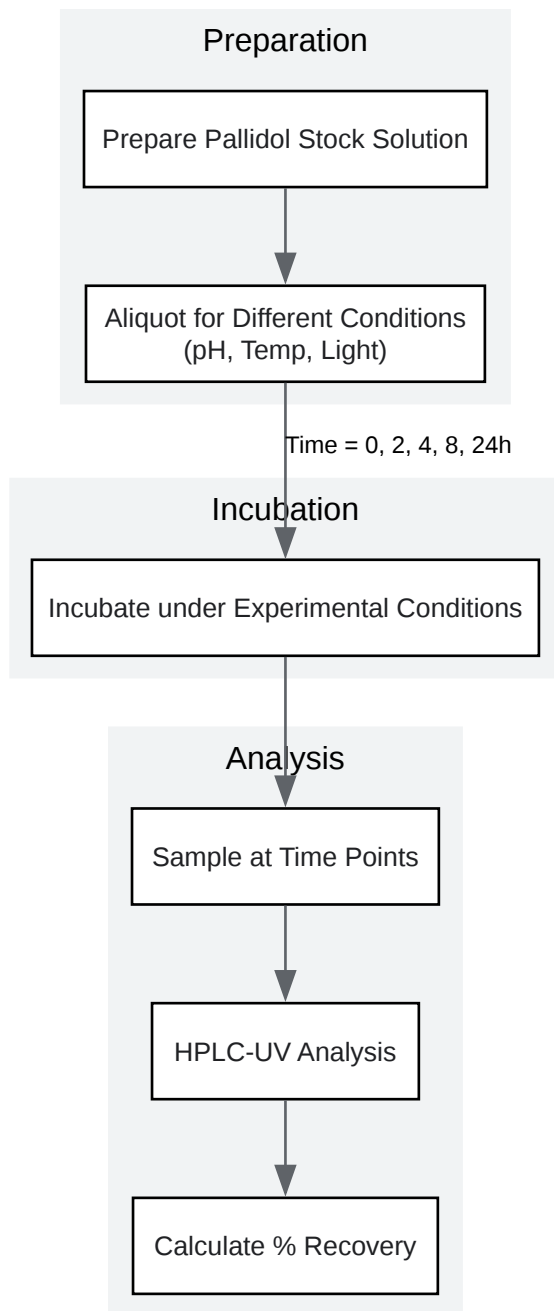 Preparation
Prepare Pallidol Stock Solution
Aliquot for Different Conditions
(pH, Temp, Light)
Time = 0, 2, 4, 8, 24h
Incubation
Incubate under Experimental Conditions
Analysis
Sample at Time Points
HPLC-UV Analysis
Calculate % Recovery